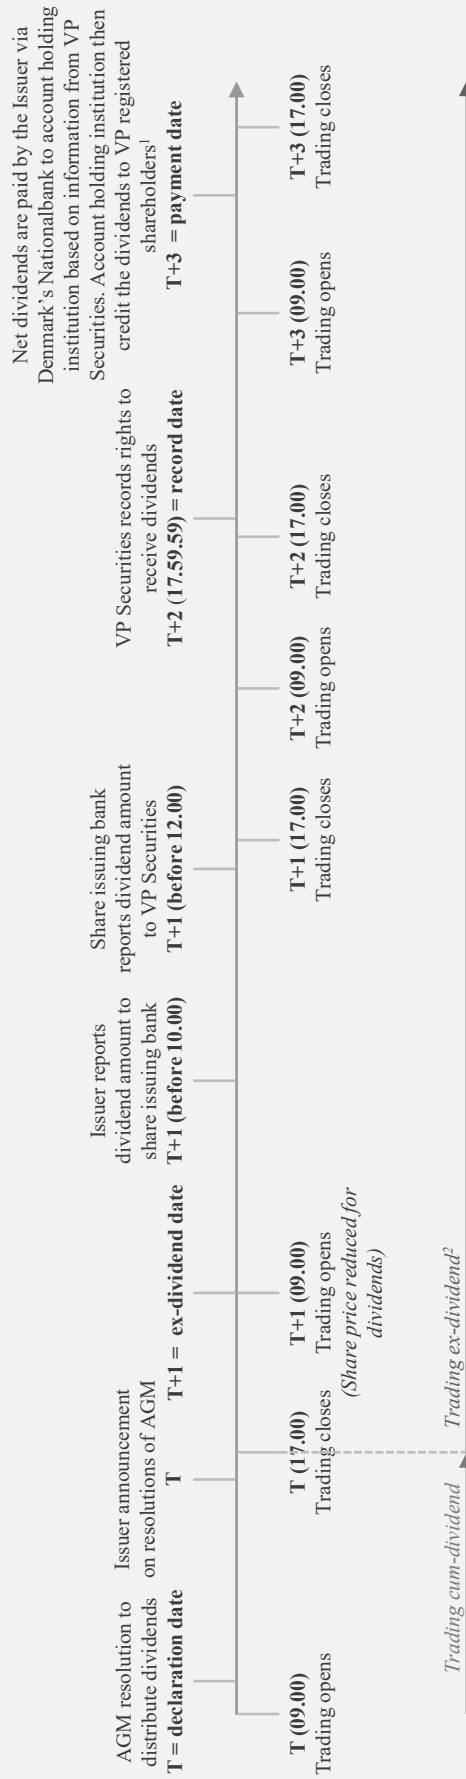 AGM resolution to
distribute dividends
T = declaration date
Issuer announcement
on resolutions of AGM
T
T+1 = ex-dividend date
Issuer reports
dividend amount to
share issuing bank
T+1 (before 10.00)
Share issuing bank
reports dividend amount
to VP Securities
T+1 (before 12.00)
VP Securities records rights to
receive dividends
T+2 (17.59.59) = record date
Net dividends are paid by the Issuer via
Denmark's Nationalbank to account holding
institution based on information from VP
Securities. Account holding institution then
credit the dividends to VP registered
shareholders¹
T+3 = payment date
T (09.00)
Trading opens
T (17.00)
Trading closes
T+1 (09.00)
Trading opens
(Share price reduced for
dividends)
T+1 (17.00)
Trading closes
T+2 (09.00)
Trading opens
T+2 (17.00)
Trading closes
T+3 (09.00)
Trading opens
T+3 (17.00)
Trading closes
Trading cum-dividend
Trading ex-dividend²